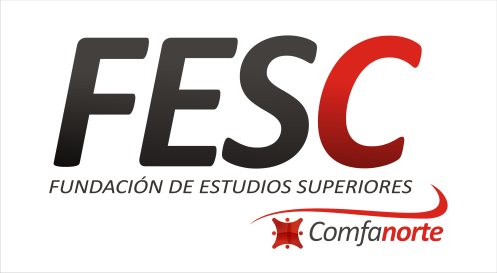 FESC
FUNDACIÓN DE ESTUDIOS SUPERIORES
Comfanorte